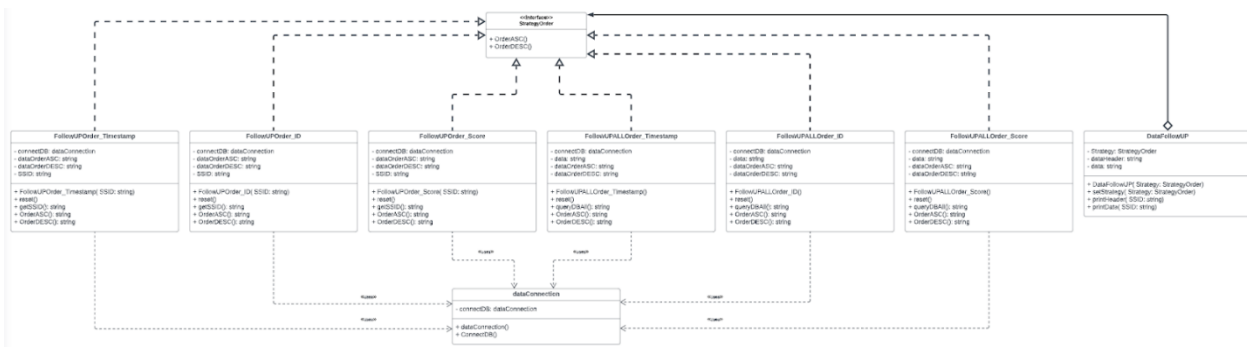 <<Interface>>
StrategyOrder
+ OrderASC()
+ OrderDESC()
FollowUPOrder_Timestamp
- connectDB: dataConnection
- dataOrderASC: string
- dataOrderDESC: string
- SSID: string
+ FollowUPOrder_Timestamp( SSID: string)
+ reset()
+ getSSID(): string
+ OrderASC(): string
+ OrderDESC(): string
FollowUPOrder_ID
- connectDB: dataConnection
- dataOrderASC: string
- dataOrderDESC: string
- SSID: string
+ FollowUPOrder_ID( SSID: string)
+ reset()
+ getSSID(): string
+ OrderASC(): string
+ OrderDESC(): string
FollowUPOrder_Score
- connectDB: dataConnection
- dataOrderASC: string
- dataOrderDESC: string
- SSID: string
+ FollowUPOrder_Score( SSID: string)
+ reset()
+ getSSID(): string
+ OrderASC(): string
+ OrderDESC(): string
FollowUPALLOrder_Timestamp
- connectDB: dataConnection
- data: string
- dataOrderASC: string
- dataOrderDESC: string
+ FollowUPALLOrder_Timestamp()
+ reset()
+ queryDBAll(): string
+ OrderASC(): string
+ OrderDESC(): string
FollowUPALLOrder_ID
- connectDB: dataConnection
- data: string
- dataOrderASC: string
- dataOrderDESC: string
+ FollowUPALLOrder_ID()
+ reset()
+ queryDBAll(): string
+ OrderASC(): string
+ OrderDESC(): string
FollowUPALLOrder_Score
- connectDB: dataConnection
- data: string
- dataOrderASC: string
- dataOrderDESC: string
+ FollowUPALLOrder_Score()
+ reset()
+ queryDBAll(): string
+ OrderASC(): string
+ OrderDESC(): string
DataFollowUP
- Strategy: StrategyOrder
- dataHeader: string
- data: string
+ DataFollowUP( Strategy: StrategyOrder)
+ setStrategy( Strategy: StrategyOrder)
+ printHeader( SSID: string)
+ printData( SSID: string)
dataConnection
- connectDB: dataConnection
+ dataConnection()
+ ConnectDB()